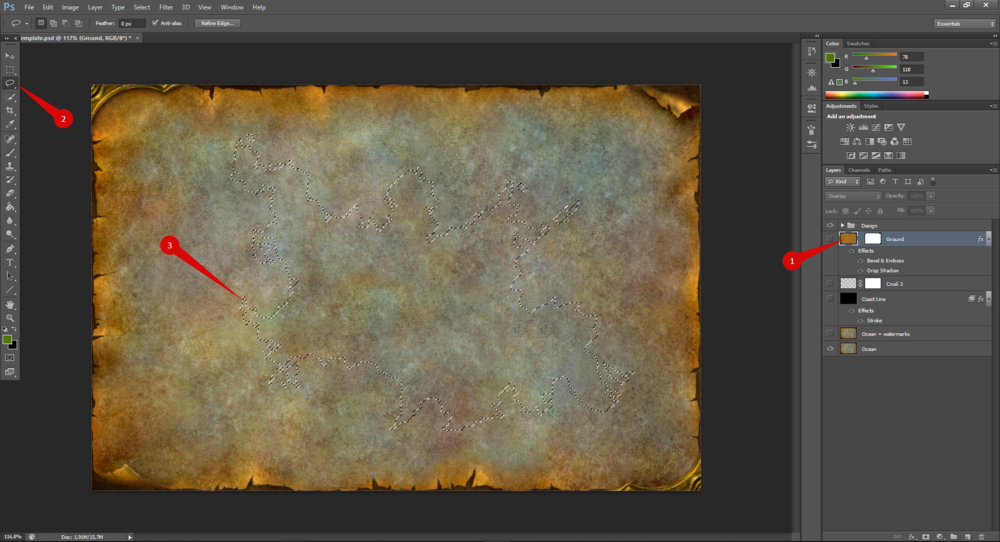 Ps File Edit Image Layer Type Select Filter 3D View Window Help
Feather: 0 px Anti-alias Refine Edge... Essentials
emplate.psd @ 117% (Ground, RGB/8*) *
Color Swatches
R 78
G 118
B 13
Adjustments Styles
Add an adjustment
Layers Channels Paths
Kind
Overlay Opacity: 100%
Lock: Fill: 100%
Design
Ground fx
Effects
Bevel & Emboss
Drop Shadow
Слой 3
Coast Line fx
Effects
Stroke
Ocean + watermarks
Ocean
2
3
1
116,8% Doc: 1,91M/15,7M